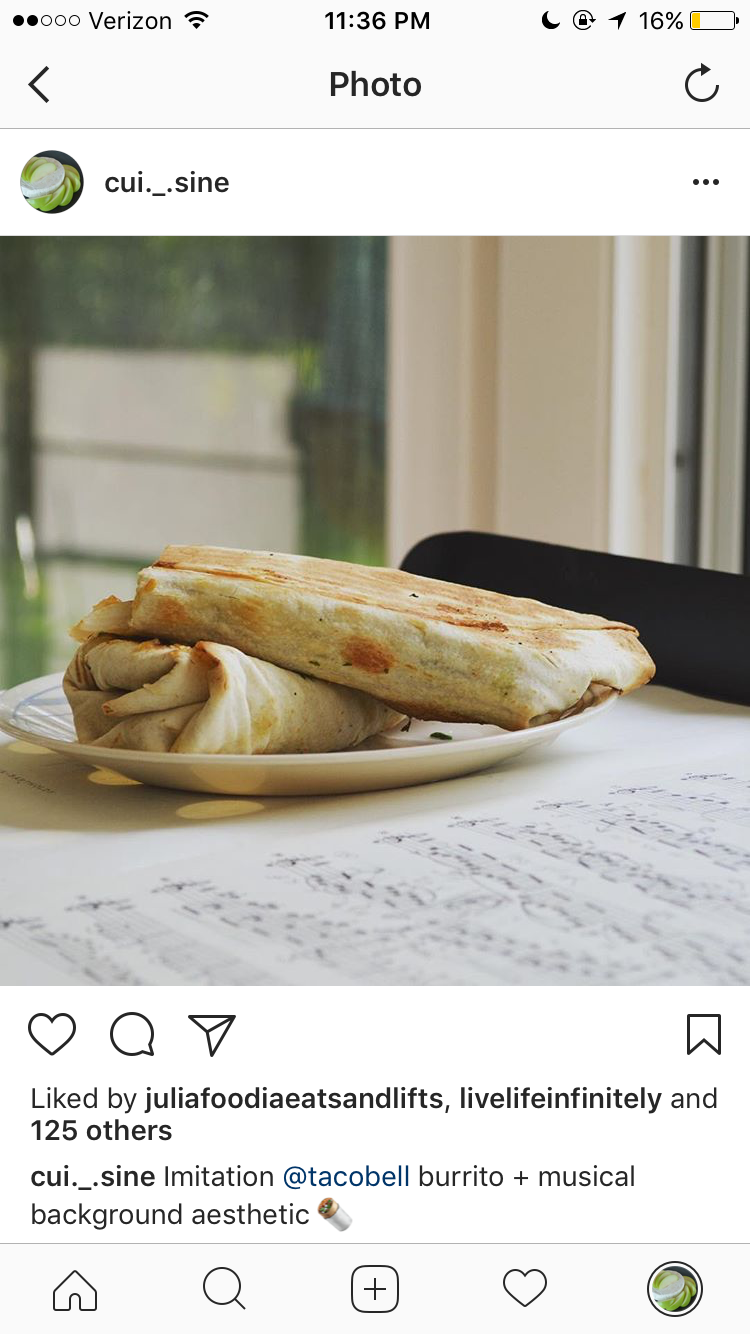 Verizon 11:36 PM 16%
Photo
cui._.sine
Liked by juliafoodiaeatsandlifts, livelifeinfinitely and
125 others
cui._.sine Imitation @tacobell burrito + musical
background aesthetic